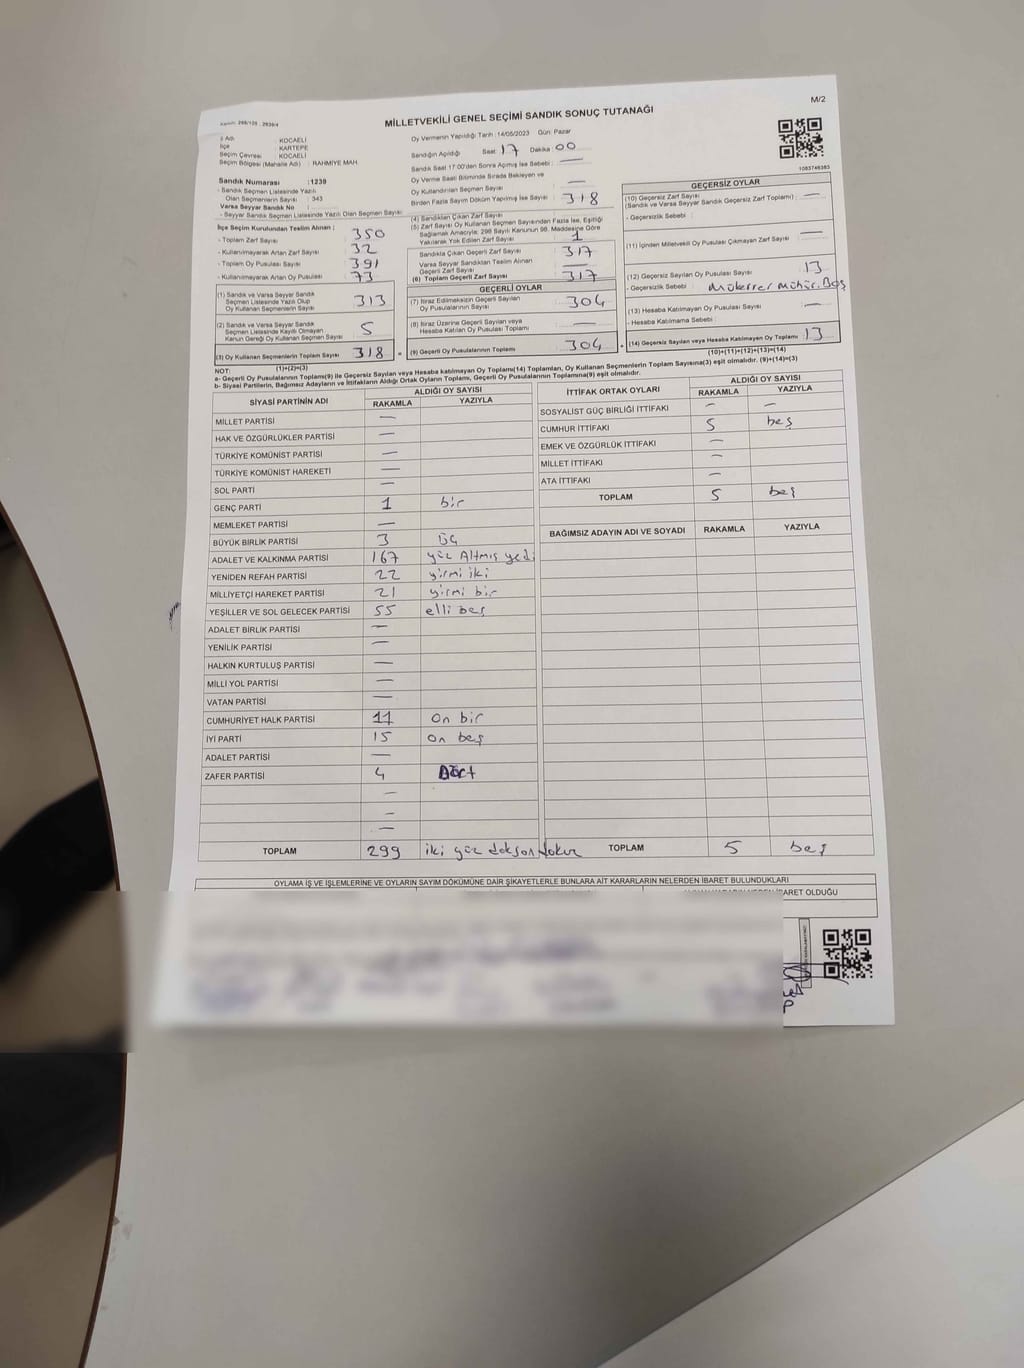 M/2
MİLLETVEKİLİ GENEL SEÇİMİ SANDIK SONUÇ TUTANAĞI
İl Adı : KOCAELİ
İlçe : KARTEPE
Seçim Çevresi : KOCAELİ
Seçim Bölgesi (Mahalle Adı) : RAHMİYE MAH.
Oy Vermenin Yapıldığı Tarih : 14/05/2023 Gün: Pazar
Sandığın Açıldığı Saat : 17 Dakika : 00
Sandık Saat 17:00'den Sonra Açılmış İse Sebebi : —
Oy Verme Saati Bitiminde Sırada Bekleyen ve
Oy Kullandırılan Seçmen Sayısı —
Birden Fazla Sayım Döküm Yapılmış İse Sayısı : 318
1083748383
Sandık Numarası :1239
- Sandık Seçmen Listesinde Yazılı
Olan Seçmen Sayısı : 343
Varsa Seyyar Sandık No :
- Seyyar Sandık Seçmen Listesinde Yazılı Olan Seçmen Sayısı:
İlçe Seçim Kurulundan Teslim Alınan ;
- Toplam Zarf Sayısı : 350
- Kullanılmayarak Artan Zarf Sayısı : 32
- Toplam Oy Pusulası Sayısı : 391
- Kullanılmayarak Artan Oy Pusulası : 73
(1) Sandık ve Varsa Seyyar Sandık
Seçmen Listesinde Yazılı Olup
Oy Kullanan Seçmenlerin Sayısı : 313
(2) Sandık ve Varsa Seyyar Sandık
Seçmen Listesinde Kayıtlı Olmayan
Kanun Gereği Oy Kullanan Seçmen Sayısı : 5
(3) Oy Kullanan Seçmenlerin Toplam Sayısı : 318
(1)+(2)=(3)
(4) Sandıktan Çıkan Zarf Sayısı
(5) Zarf Sayısı Oy Kullanan Seçmen Sayısından Fazla İse, Eşitliği
Sağlamak Amacıyla; 298 Sayılı Kanunun 98. Maddesine Göre
Yakılarak Yok Edilen Zarf Sayısı : 1
Sandıkta Çıkan Geçerli Zarf Sayısı : 317
Varsa Seyyar Sandıktan Teslim Alınan
Geçerli Zarf Sayısı : —
(6) Toplam Geçerli Zarf Sayısı : 317
GEÇERLİ OYLAR
(7) İtiraz Edilmeksizin Geçerli Sayılan
Oy Pusulalarının Sayısı : 304
(8) İtiraz Üzerine Geçerli Sayılan veya
Hesaba Katılan Oy Pusulası Toplamı : —
(9) Geçerli Oy Pusulalarının Toplamı : 304
GEÇERSİZ OYLAR
(10) Geçersiz Zarf Sayısı : —
(Sandık ve Varsa Seyyar Sandık Geçersiz Zarf Toplamı)
- Geçersizlik Sebebi :
(11) İçinden Milletvekili Oy Pusulası Çıkmayan Zarf Sayısı : —
(12) Geçersiz Sayılan Oy Pusulası Sayısı : 13
- Geçersizlik Sebebi : Mükerrer Mühür. Boş
(13) Hesaba Katılmayan Oy Pusulası Sayısı : —
- Hesaba Katılmama Sebebi :
(14) Geçersiz Sayılan veya Hesaba Katılmayan Oy Toplamı : 13
(10)+(11)+(12)+(13)=(14)
NOT:
a- Geçerli Oy Pusulalarının Toplamı(9) ile Geçersiz Sayılan veya Hesaba katılmayan Oy Toplamı(14) Toplamları, Oy Kullanan Seçmenlerin Toplam Sayısına(3) eşit olmalıdır. (9)+(14)=(3)
b- Siyasi Partilerin, Bağımsız Adayların ve İttifakların Aldığı Ortak Oyların Toplamı, Geçerli Oy Pusulalarının Toplamına(9) eşit olmalıdır.
SİYASİ PARTİNİN ADI ALDIĞI OY SAYISI
RAKAMLA YAZIYLA
MİLLET PARTİSİ —
HAK VE ÖZGÜRLÜKLER PARTİSİ —
TÜRKİYE KOMÜNİST PARTİSİ —
TÜRKİYE KOMÜNİST HAREKETİ —
SOL PARTİ —
GENÇ PARTİ 1 bir
MEMLEKET PARTİSİ —
BÜYÜK BİRLİK PARTİSİ 3 üç
ADALET VE KALKINMA PARTİSİ 167 yüz Altmış yedi
YENİDEN REFAH PARTİSİ 22 yirmi iki
MİLLİYETÇİ HAREKET PARTİSİ 21 yirmi bir
YEŞİLLER VE SOL GELECEK PARTİSİ 55 elli beş
ADALET BİRLİK PARTİSİ —
YENİLİK PARTİSİ —
HALKIN KURTULUŞ PARTİSİ —
MİLLİ YOL PARTİSİ —
VATAN PARTİSİ —
CUMHURİYET HALK PARTİSİ 11 On bir
İYİ PARTİ 15 On beş
ADALET PARTİSİ —
ZAFER PARTİSİ 4 Dört
—
—
—
TOPLAM 299 iki yüz doksan dokuz
İTTİFAK ORTAK OYLARI ALDIĞI OY SAYISI
RAKAMLA YAZIYLA
SOSYALİST GÜÇ BİRLİĞİ İTTİFAKI — —
CUMHUR İTTİFAKI 5 beş
EMEK VE ÖZGÜRLÜK İTTİFAKI —
MİLLET İTTİFAKI —
ATA İTTİFAKI —
TOPLAM 5 beş
BAĞIMSIZ ADAYIN ADI VE SOYADI RAKAMLA YAZIYLA
TOPLAM 5 beş
OYLAMA İŞ VE İŞLEMLERİNE VE OYLARIN SAYIM DÖKÜMÜNE DAİR ŞİKAYETLERLE BUNLARA AİT KARARLARIN NELERDEN İBARET BULUNDUKLARI
İBARET OLDUĞU